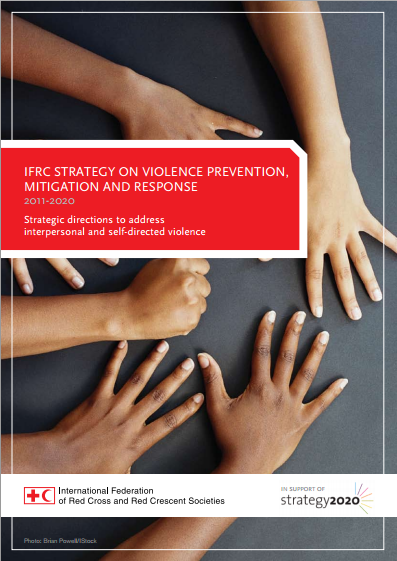 IFRC STRATEGY ON VIOLENCE PREVENTION,
MITIGATION AND RESPONSE
2011-2020
Strategic directions to address
interpersonal and self-directed violence
International Federation
of Red Cross and Red Crescent Societies
IN SUPPORT OF
strategy2020
Photo: Brian Powell/IStock